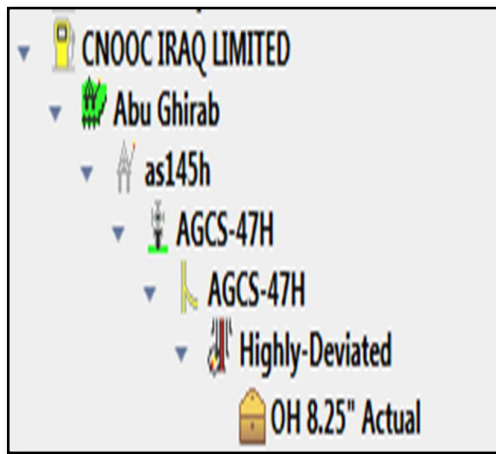 CNOOC IRAQ LIMITED
Abu Ghirab
as145h
AGCS-47H
AGCS-47H
Highly-Deviated
OH 8.25" Actual